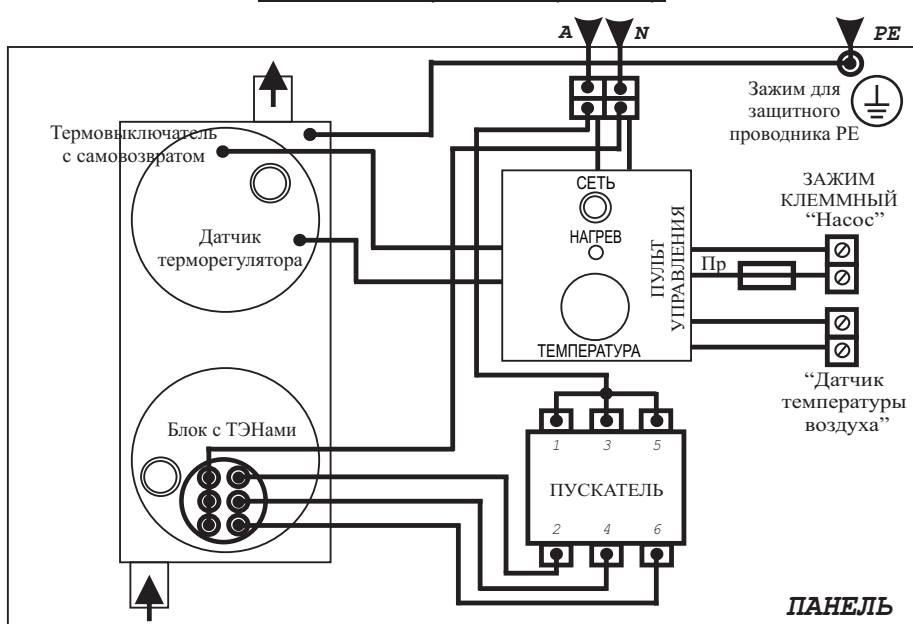 A N PE
Зажим для
защитного
проводника РЕ
Термовыключатель
с самовозвратом
Датчик
терморегулятора
СЕТЬ
НАГРЕВ
ТЕМПЕРАТУРА
ПУЛЬТ
УПРАВЛЕНИЯ
ЗАЖИМ
КЛЕММНЫЙ
“Насос”
Пр
“Датчик
температуры
воздуха”
Блок с ТЭНами
1 3 5
ПУСКАТЕЛЬ
2 4 6
ПАНЕЛЬ